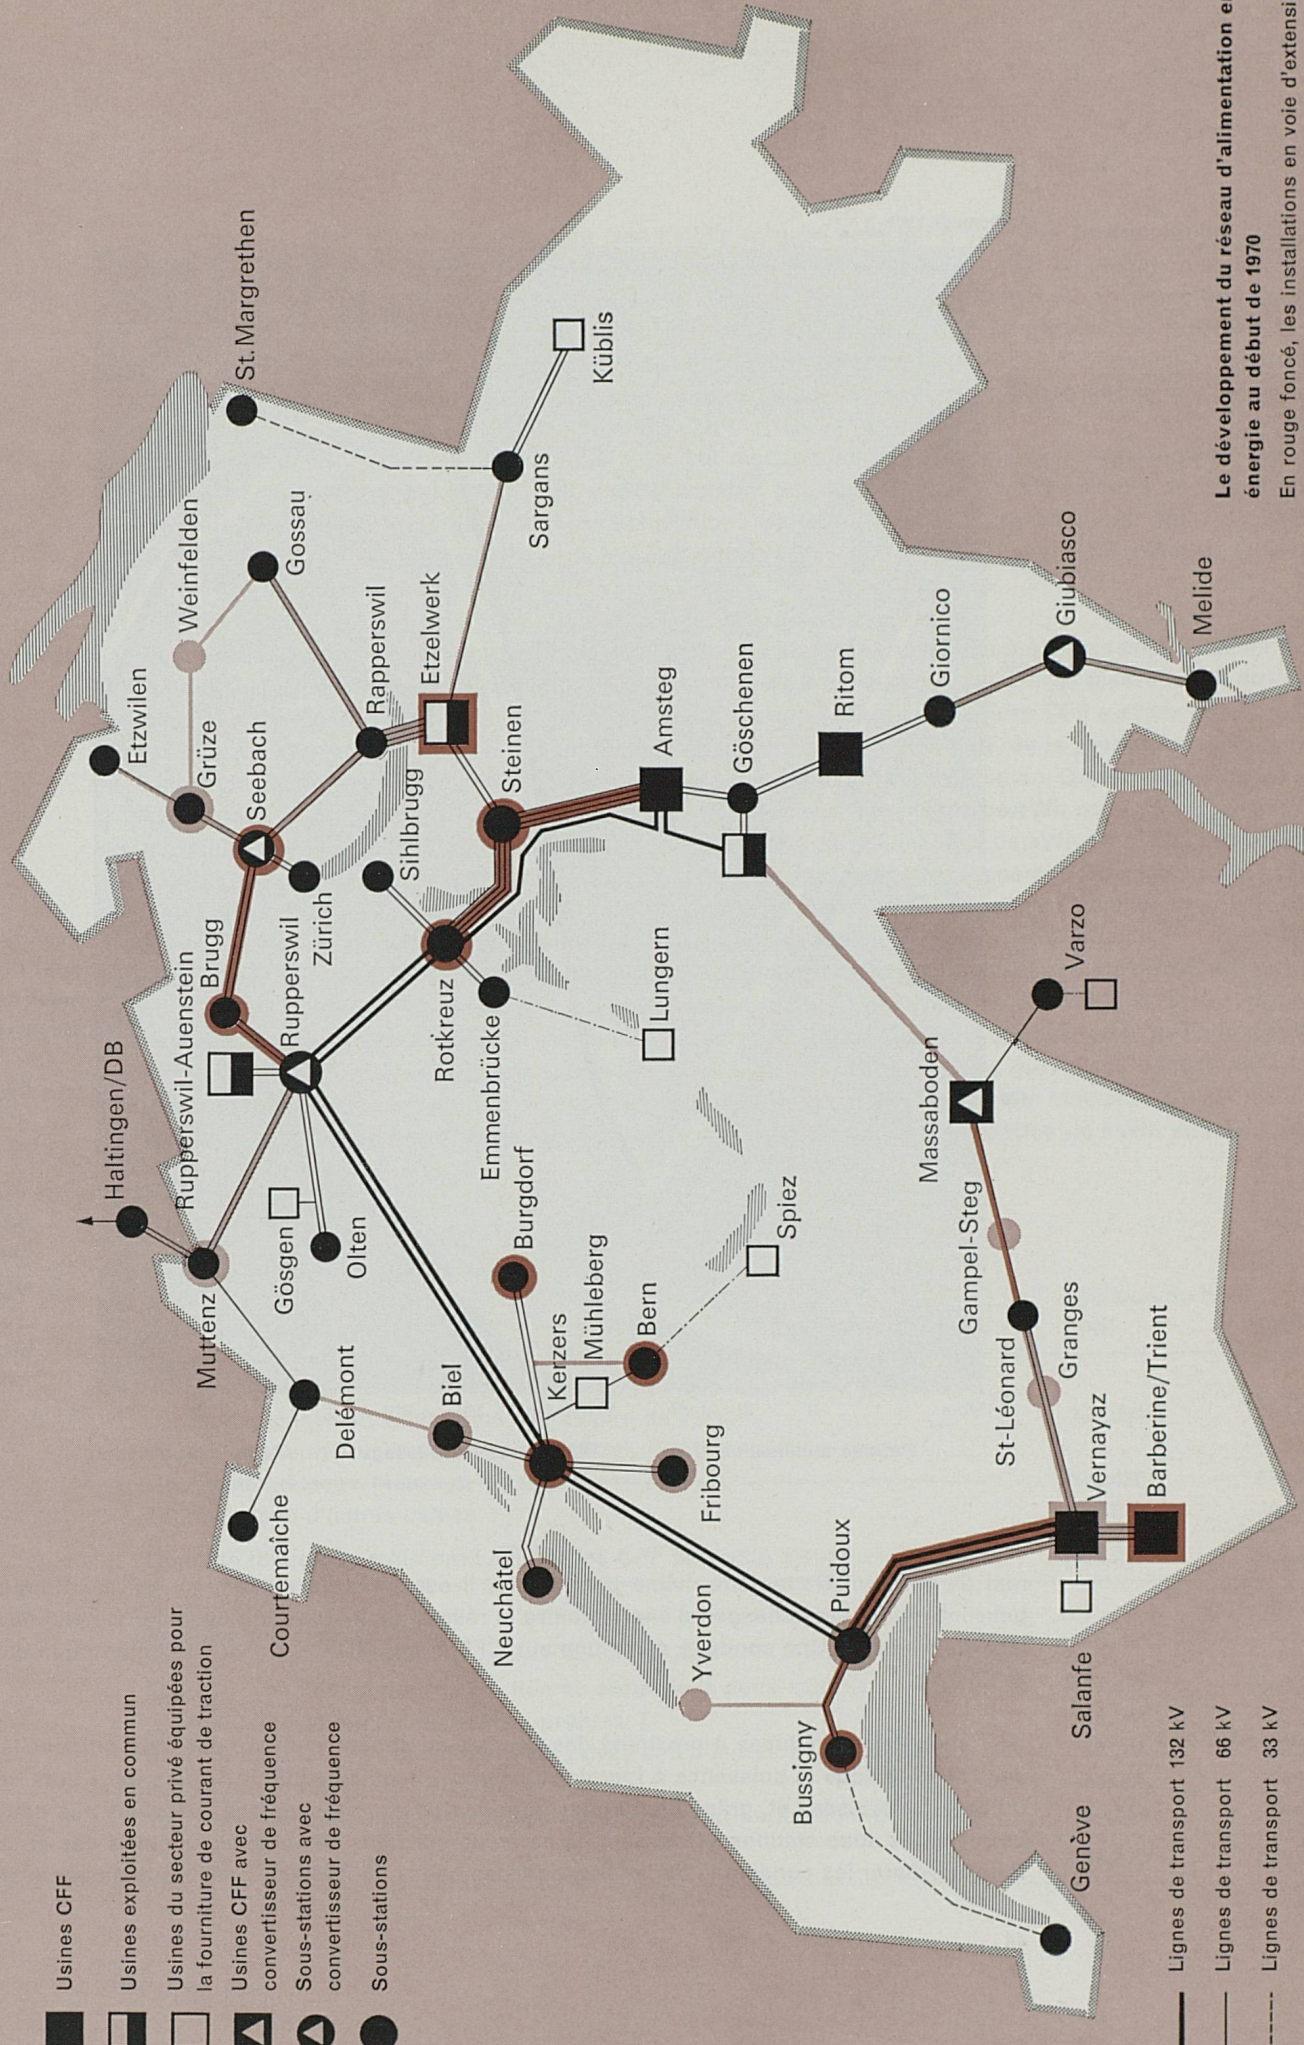 Usines CFF
Usines exploitées en commun
Usines du secteur privé équipées pour
la fourniture de courant de traction
Usines CFF avec
convertisseur de fréquence
Sous-stations avec
convertisseur de fréquence
Sous-stations
Haltingen/DB
Etzwilen
Muttenz
Rupperswil-Auenstein
Brugg
Grüze
Weinfelden
St. Margrethen
Courtemaîche
Delémont
Gösgen
Olten
Rupperswil
Zürich
Seebach
Gossau
Biel
Rotkreuz
Sihlbrugg
Rapperswil
Etzelwerk
Neuchâtel
Kerzers
Burgdorf
Emmenbrücke
Steinen
Sargans
Küblis
Mühleberg
Bern
Fribourg
Lungern
Amsteg
Yverdon
Spiez
Göschenen
Bussigny
Puidoux
Ritom
Massaboden
Giornico
Gampel-Steg
St-Léonard
Granges
Varzo
Giubiasco
Genève
Salanfe
Vernayaz
Barberine/Trient
Melide
Lignes de transport 132 kV
Lignes de transport 66 kV
Lignes de transport 33 kV
Le développement du réseau d'alimentation e
énergie au début de 1970
En rouge foncé, les installations en voie d'extensi